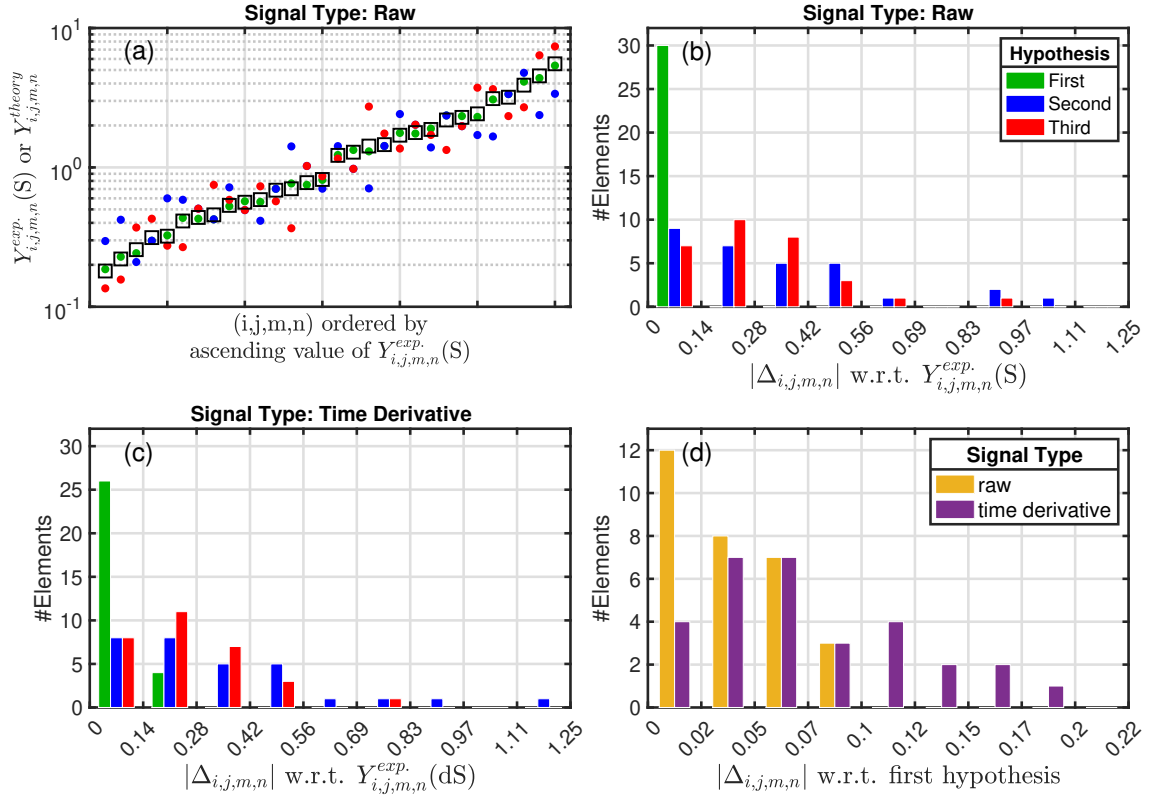 Signal Type: Raw
(a)
10^1
10^0
10^{-1}
Y^{exp.}_{i,j,m,n}(S) or Y^{theory}_{i,j,m,n}
(i,j,m,n) ordered by
ascending value of Y^{exp.}_{i,j,m,n}(S)
Signal Type: Raw
(b)
Hypothesis
First
Second
Third
30
25
20
15
10
5
0
#Elements
0 0.14 0.28 0.42 0.56 0.69 0.83 0.97 1.11 1.25
|Δ_{i,j,m,n}| w.r.t. Y^{exp.}_{i,j,m,n}(S)
Signal Type: Time Derivative
(c)
30
25
20
15
10
5
0
#Elements
0 0.14 0.28 0.42 0.56 0.69 0.83 0.97 1.11 1.25
|Δ_{i,j,m,n}| w.r.t. Y^{exp.}_{i,j,m,n}(dS)
(d)
Signal Type
raw
time derivative
12
10
8
6
4
2
0
#Elements
0 0.02 0.05 0.07 0.1 0.12 0.15 0.17 0.2 0.22
|Δ_{i,j,m,n}| w.r.t. first hypothesis